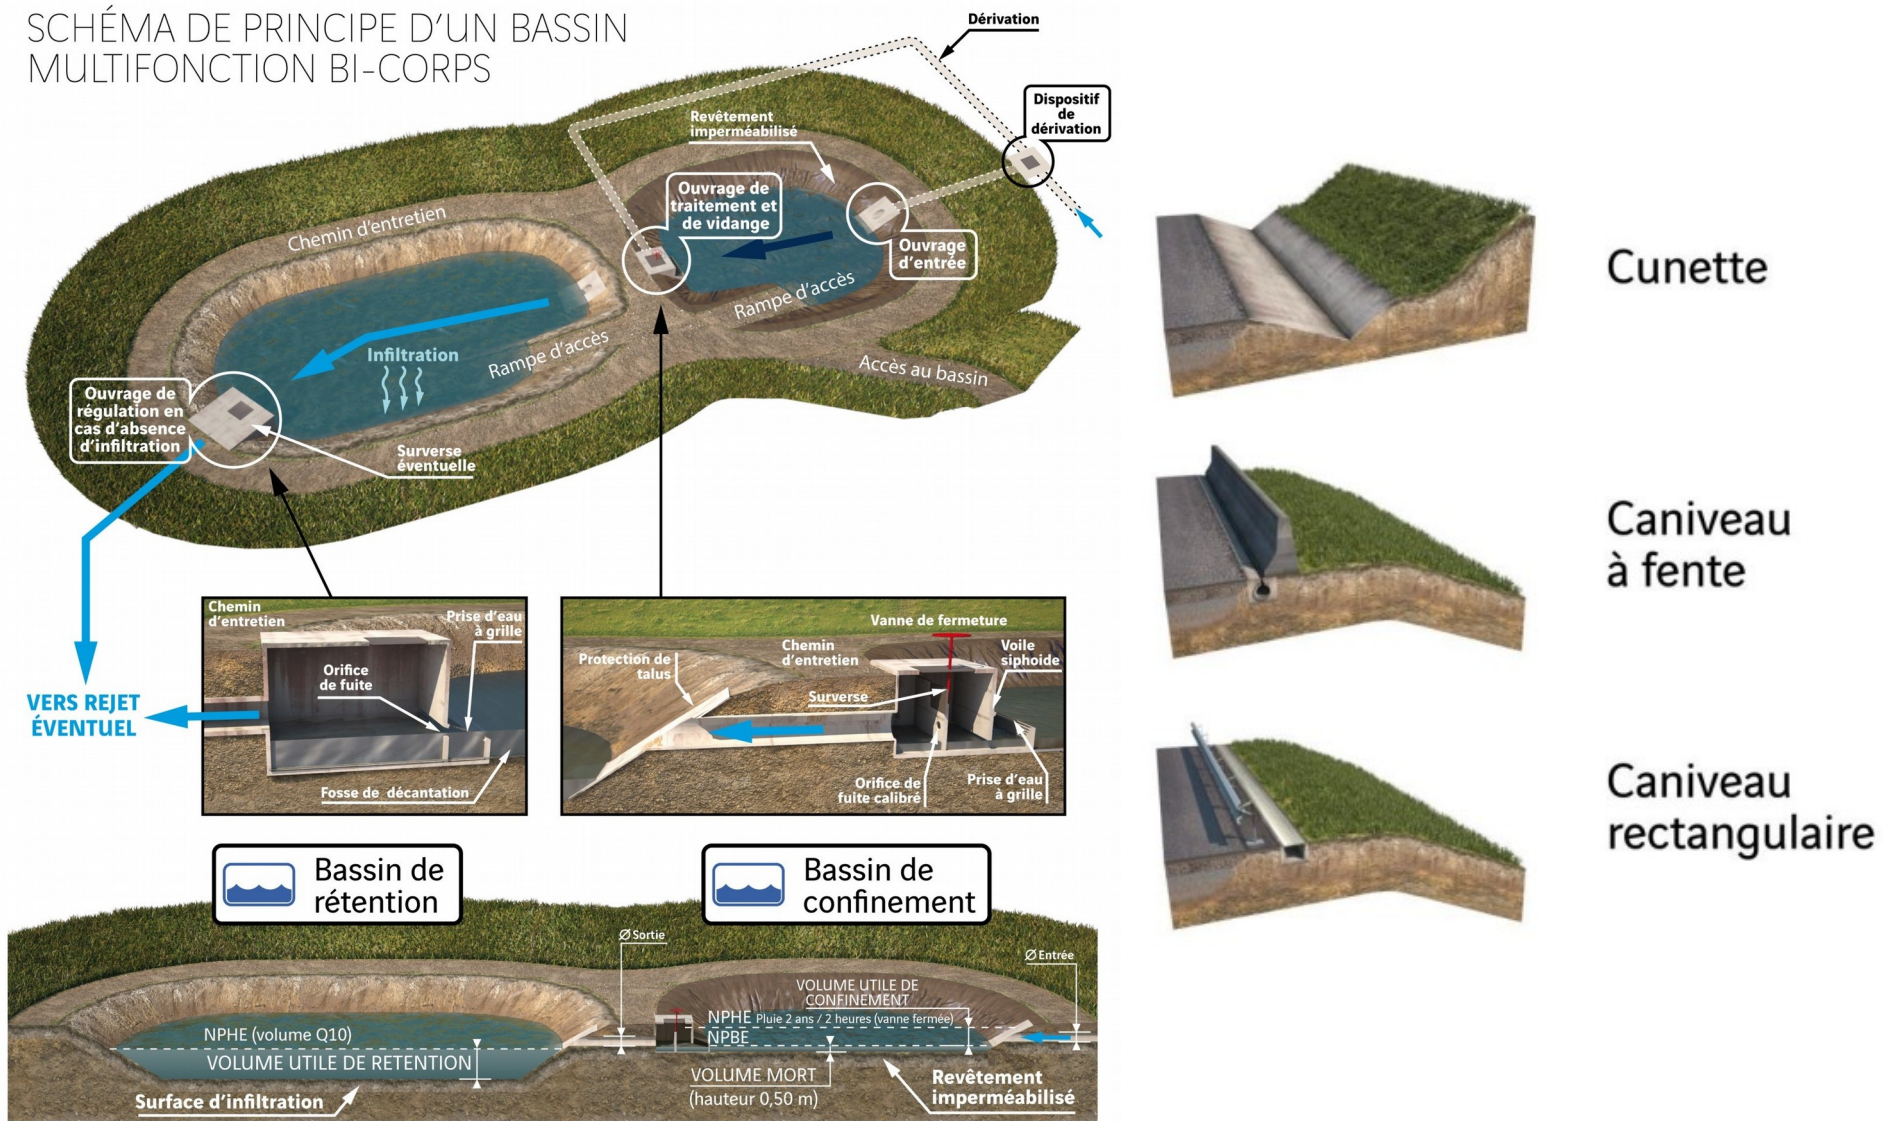 SCHÉMA DE PRINCIPE D'UN BASSIN
MULTIFONCTION BI-CORPS
Dérivation
Dispositif
de
dérivation
Revêtement
imperméabilisé
Ouvrage de
traitement et
de vidange
Ouvrage
d'entrée
Chemin d'entretien
Rampe d'accès
Rampe d'accès
Accès au bassin
Infiltration
Ouvrage de
régulation en
cas d'absence
d'infiltration
Surverse
éventuelle
VERS REJET
ÉVENTUEL
Chemin
d'entretien
Prise d'eau
à grille
Orifice
de fuite
Fosse de décantation
Vanne de fermeture
Chemin
d'entretien
Voile
siphoide
Protection de
talus
Surverse
Orifice de
fuite calibré
Prise d'eau
à grille
Bassin de
rétention
Bassin de
confinement
Ø Sortie
Ø Entrée
VOLUME UTILE DE
CONFINEMENT
NPHE Pluie 2 ans / 2 heures (vanne fermée)
NPBE
NPHE (volume Q10)
VOLUME UTILE DE RETENTION
VOLUME MORT
(hauteur 0,50 m)
Surface d'infiltration
Revêtement
imperméabilisé
Cunette
Caniveau
à fente
Caniveau
rectangulaire